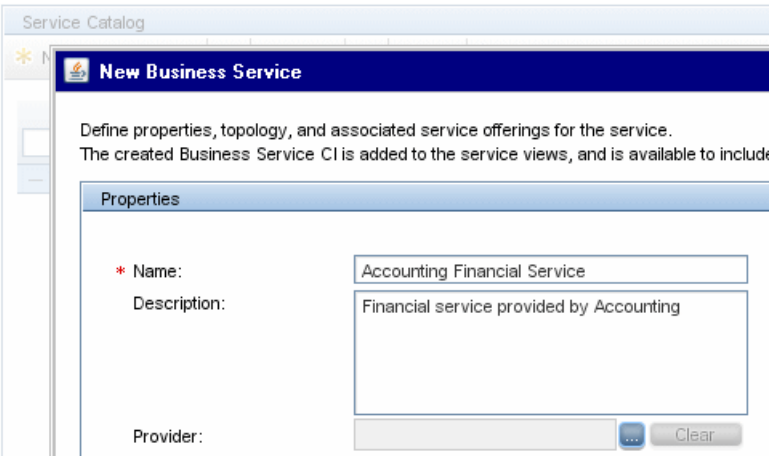 Service Catalog
New Business Service
Define properties, topology, and associated service offerings for the service.
The created Business Service CI is added to the service views, and is available to include
Properties
* Name:
Accounting Financial Service
Description:
Financial service provided by Accounting
Provider:
...
Clear